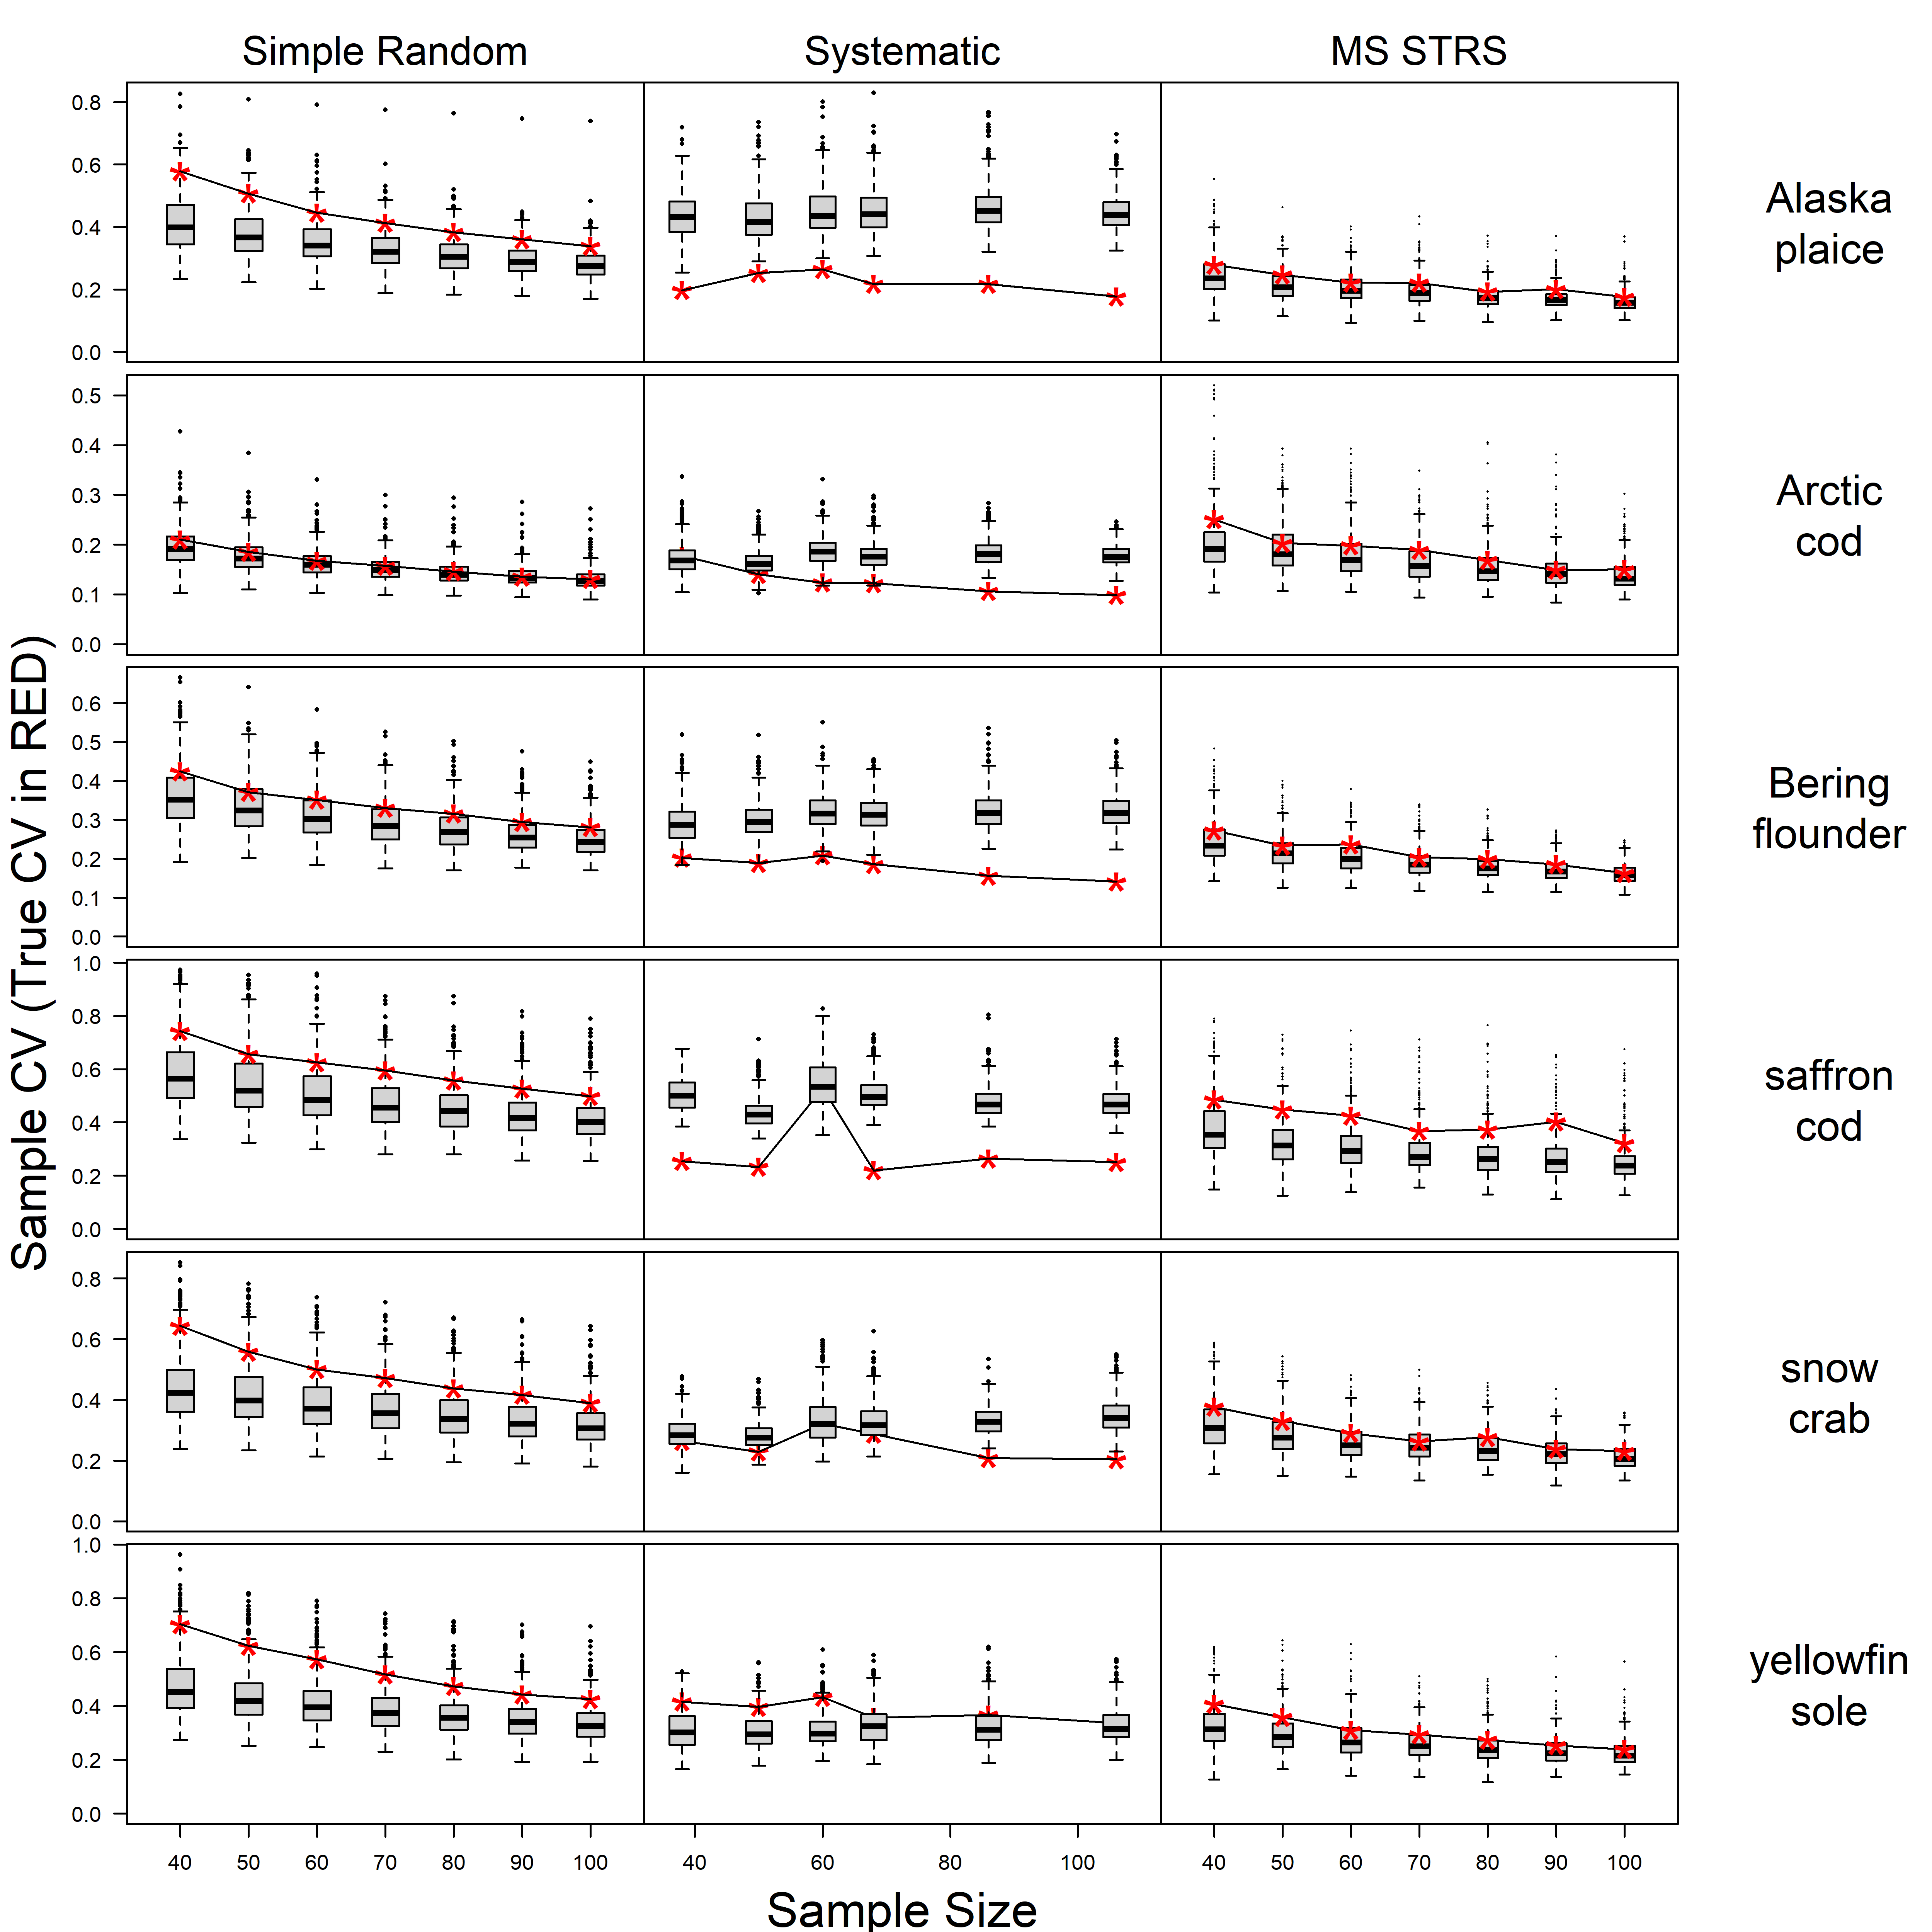 Simple Random Systematic MS STRS
0.8
0.6
0.4
0.2
0.0
Alaska
plaice
0.5
0.4
0.3
0.2
0.1
0.0
Arctic
cod
0.6
0.5
0.4
0.3
0.2
0.1
0.0
Bering
flounder
1.0
0.8
0.6
0.4
0.2
0.0
saffron
cod
0.8
0.6
0.4
0.2
0.0
snow
crab
1.0
0.8
0.6
0.4
0.2
0.0
yellowfin
sole
Sample CV (True CV in RED)
40 50 60 70 80 90 100 40 60 80 100 40 50 60 70 80 90 100
Sample Size